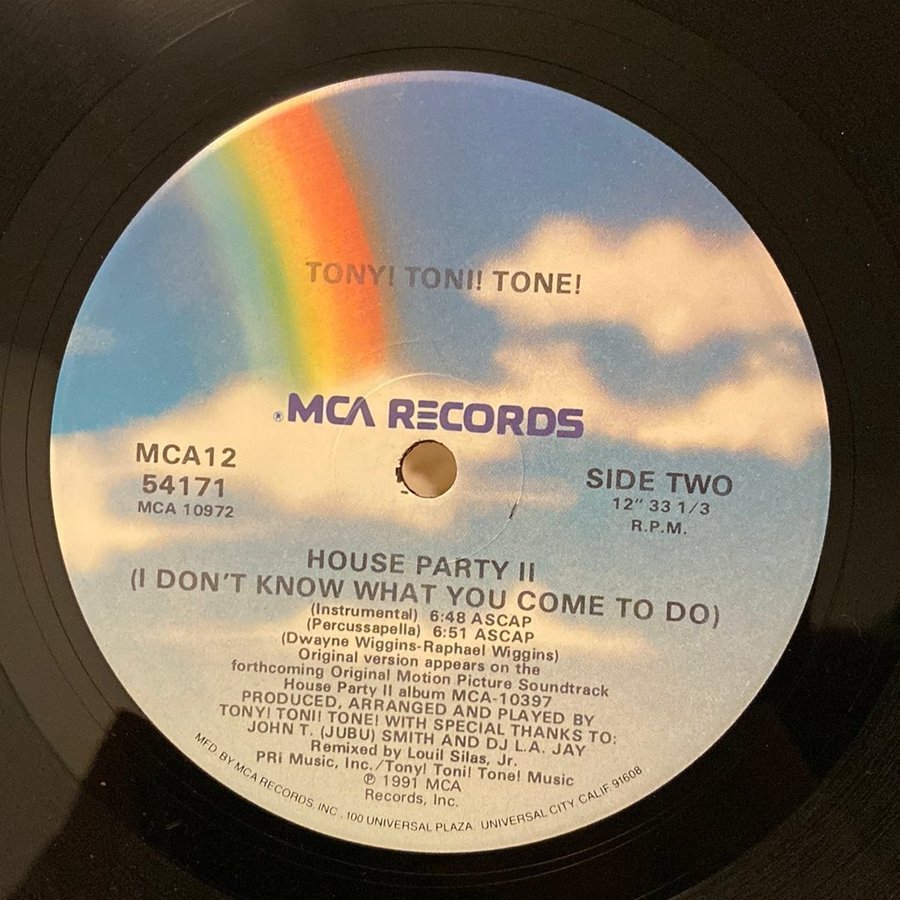 TONY! TONI! TONE!
® MCA RECORDS
MCA12
54171
MCA 10972
SIDE TWO
12" 33 1/3
R.P.M.
HOUSE PARTY II
(I DON'T KNOW WHAT YOU COME TO DO)
(Instrumental) 6:48 ASCAP
(Percussapella) 6:51 ASCAP
(Dwayne Wiggins-Raphael Wiggins)
Original version appears on the
forthcoming Original Motion Picture Soundtrack
House Party II album MCA-10397
PRODUCED, ARRANGED AND PLAYED BY
TONY! TONI! TONE! WITH SPECIAL THANKS TO:
JOHN T. (JUBU) SMITH AND DJ L.A. JAY
Remixed by Louil Silas, Jr.
PRI Music, Inc./Tony! Toni! Tone! Music
℗ 1991 MCA
Records, Inc.
MFD BY MCA RECORDS, INC., 100 UNIVERSAL PLAZA, UNIVERSAL CITY, CALIF. 91608